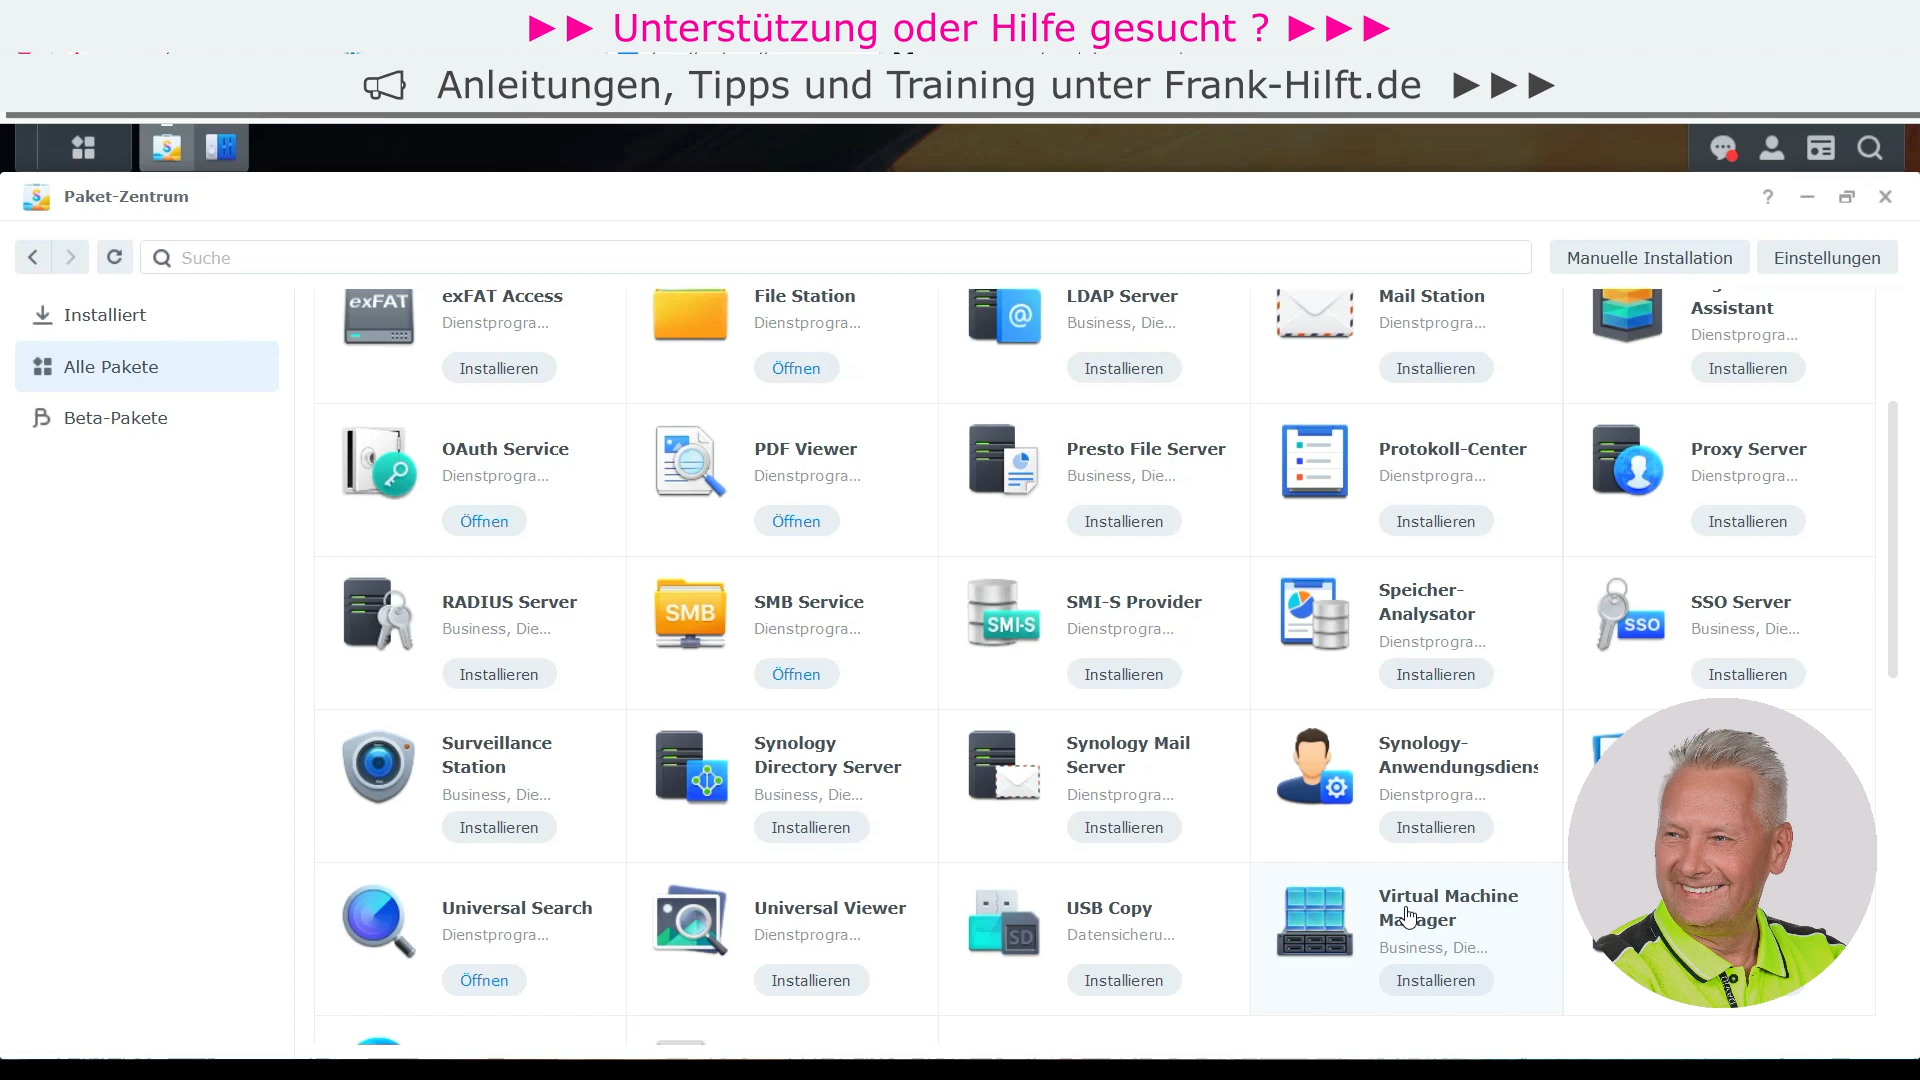 ►► Unterstützung oder Hilfe gesucht ? ►►►
Anleitungen, Tipps und Training unter Frank-Hilft.de ►►►
Paket-Zentrum
Suche
Manuelle Installation
Einstellungen
Installiert
Alle Pakete
Beta-Pakete
exFAT
exFAT Access
Dienstprogra...
Installieren
File Station
Dienstprogra...
Öffnen
LDAP Server
Business, Die...
Installieren
Mail Station
Dienstprogra...
Installieren
Assistant
Dienstprogra...
Installieren
OAuth Service
Dienstprogra...
Öffnen
PDF Viewer
Dienstprogra...
Öffnen
Presto File Server
Business, Die...
Installieren
Protokoll-Center
Dienstprogra...
Installieren
Proxy Server
Dienstprogra...
Installieren
RADIUS Server
Business, Die...
Installieren
SMB
SMB Service
Dienstprogra...
Öffnen
SMI-S
SMI-S Provider
Dienstprogra...
Installieren
Speicher-
Analysator
Dienstprogra...
Installieren
SSO
SSO Server
Business, Die...
Installieren
Surveillance
Station
Business, Die...
Installieren
Synology
Directory Server
Business, Die...
Installieren
Synology Mail
Server
Dienstprogra...
Installieren
Synology-
Anwendungsdiens
Dienstprogra...
Installieren
Universal Search
Dienstprogra...
Öffnen
Universal Viewer
Dienstprogra...
Installieren
SD
USB Copy
Datensicheru...
Installieren
Virtual Machine
Manager
Business, Die...
Installieren